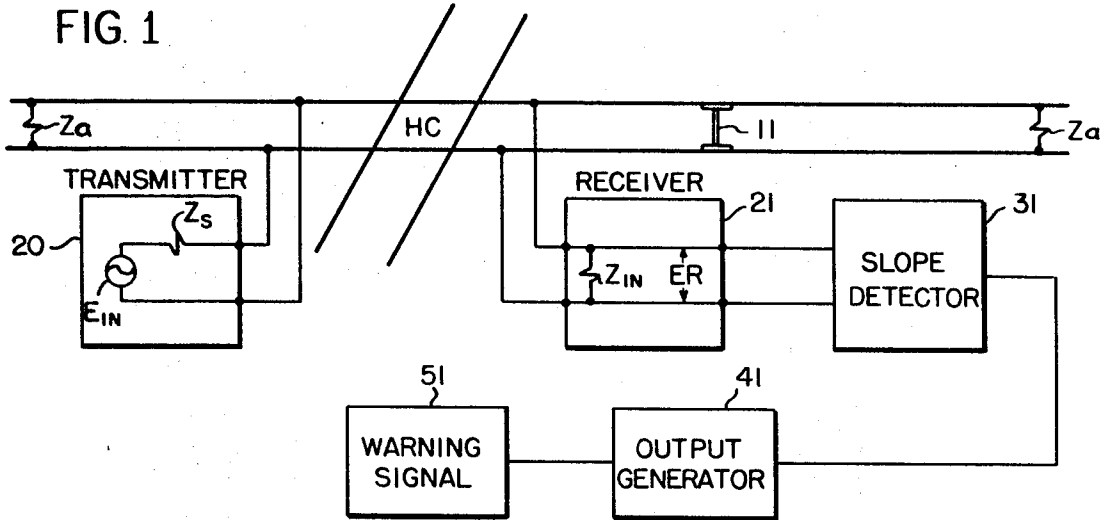 FIG. 1
Za
HC
11
Za
TRANSMITTER
RECEIVER
20
Zs
EIN
21
ZIN
ER
31
SLOPE
DETECTOR
51
41
WARNING
SIGNAL
OUTPUT
GENERATOR